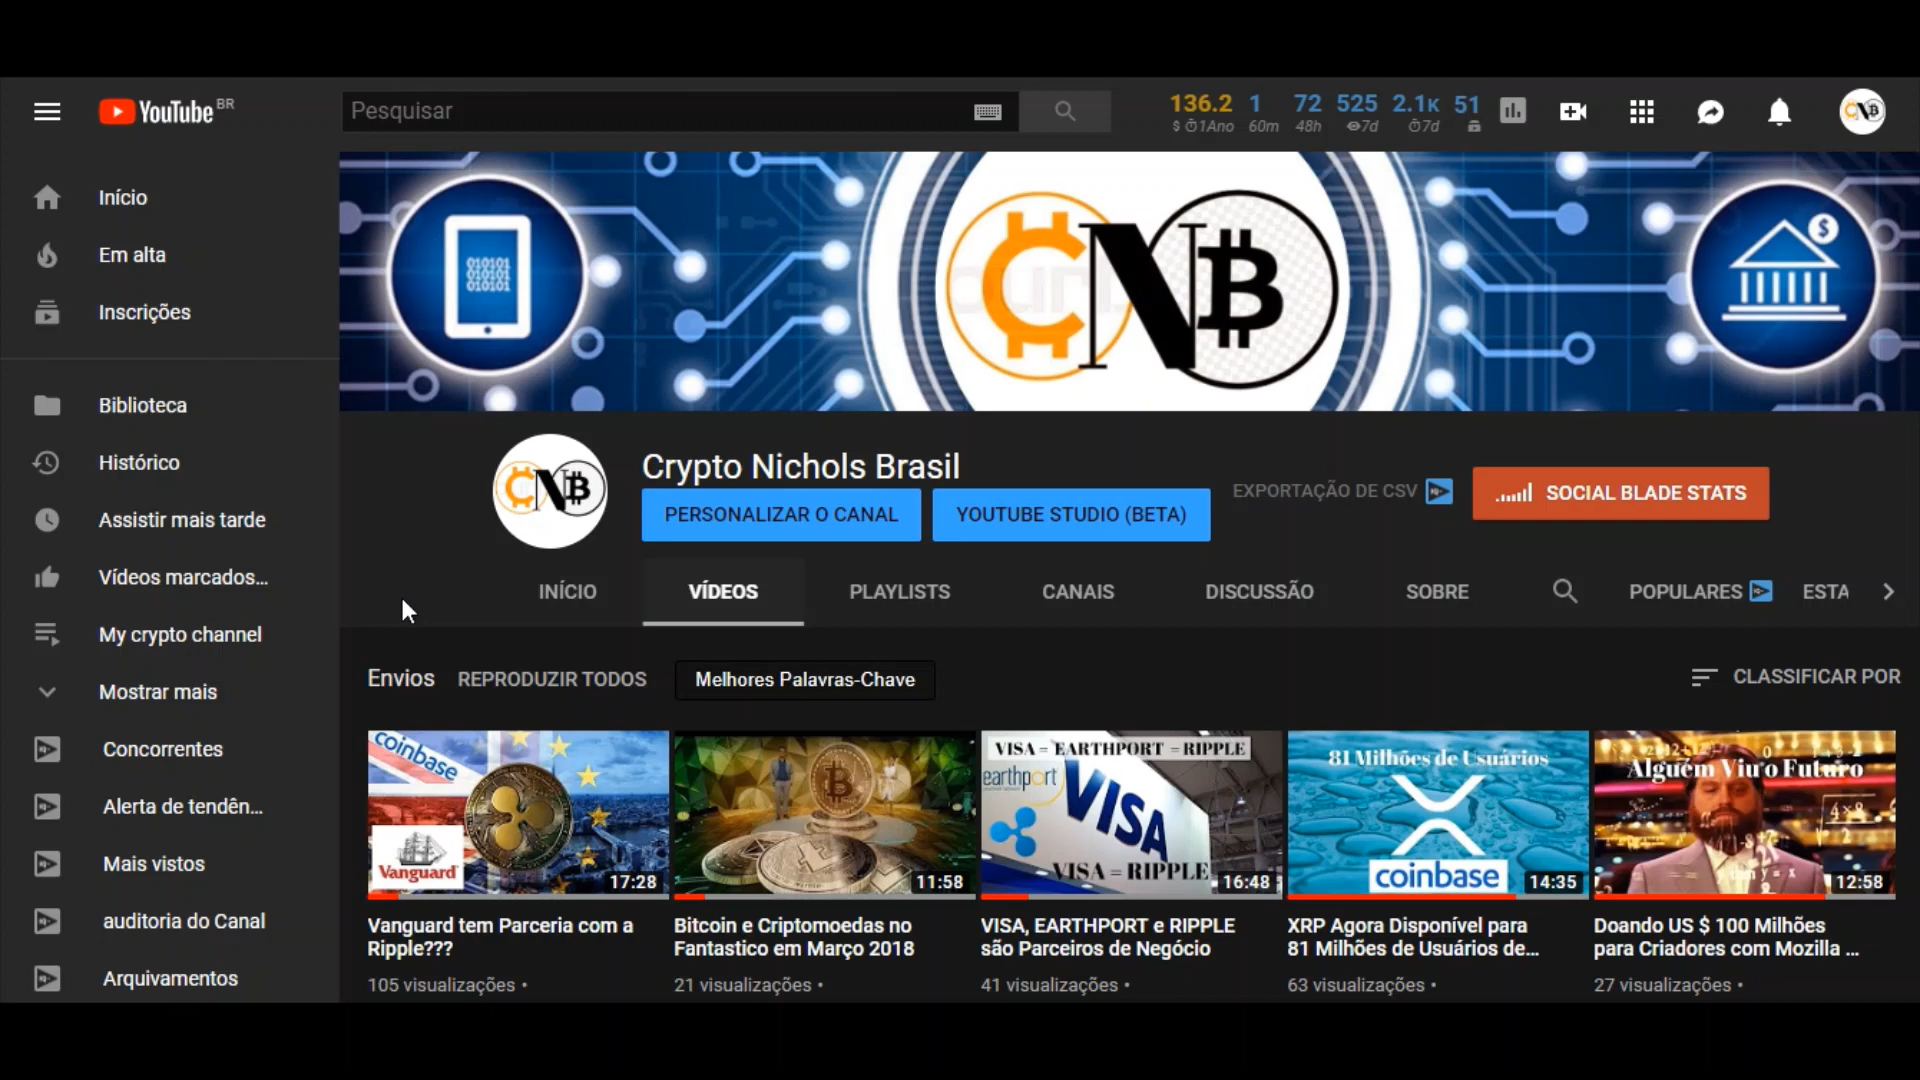 YouTube BR
Pesquisar
136.2 1 72 525 2.1K 51
$ 1Ano 60m 48h 7d 7d
Início
Em alta
Inscrições
Biblioteca
Histórico
Assistir mais tarde
Vídeos marcados...
My crypto channel
Mostrar mais
Concorrentes
Alerta de tendên...
Mais vistos
auditoria do Canal
Arquivamentos
010101
010101
010101
CNB
$
CNB
Crypto Nichols Brasil
PERSONALIZAR O CANAL
YOUTUBE STUDIO (BETA)
EXPORTAÇÃO DE CSV
SOCIAL BLADE STATS
INÍCIO VÍDEOS PLAYLISTS CANAIS DISCUSSÃO SOBRE POPULARES ESTA
Envios REPRODUZIR TODOS Melhores Palavras-Chave CLASSIFICAR POR
coinbase
Vanguard
17:28
Vanguard tem Parceria com a
Ripple???
105 visualizações •
11:58
Bitcoin e Criptomoedas no
Fantastico em Março 2018
21 visualizações •
VISA = EARTHPORT = RIPPLE
earthport
VISA
VISA = RIPPLE
16:48
VISA, EARTHPORT e RIPPLE
são Parceiros de Negócio
41 visualizações •
81 Milhões de Usuários
coinbase
14:35
XRP Agora Disponível para
81 Milhões de Usuários de...
63 visualizações •
Alguém Viu o Futuro
12:58
Doando US $ 100 Milhões
para Criadores com Mozilla ...
27 visualizações •